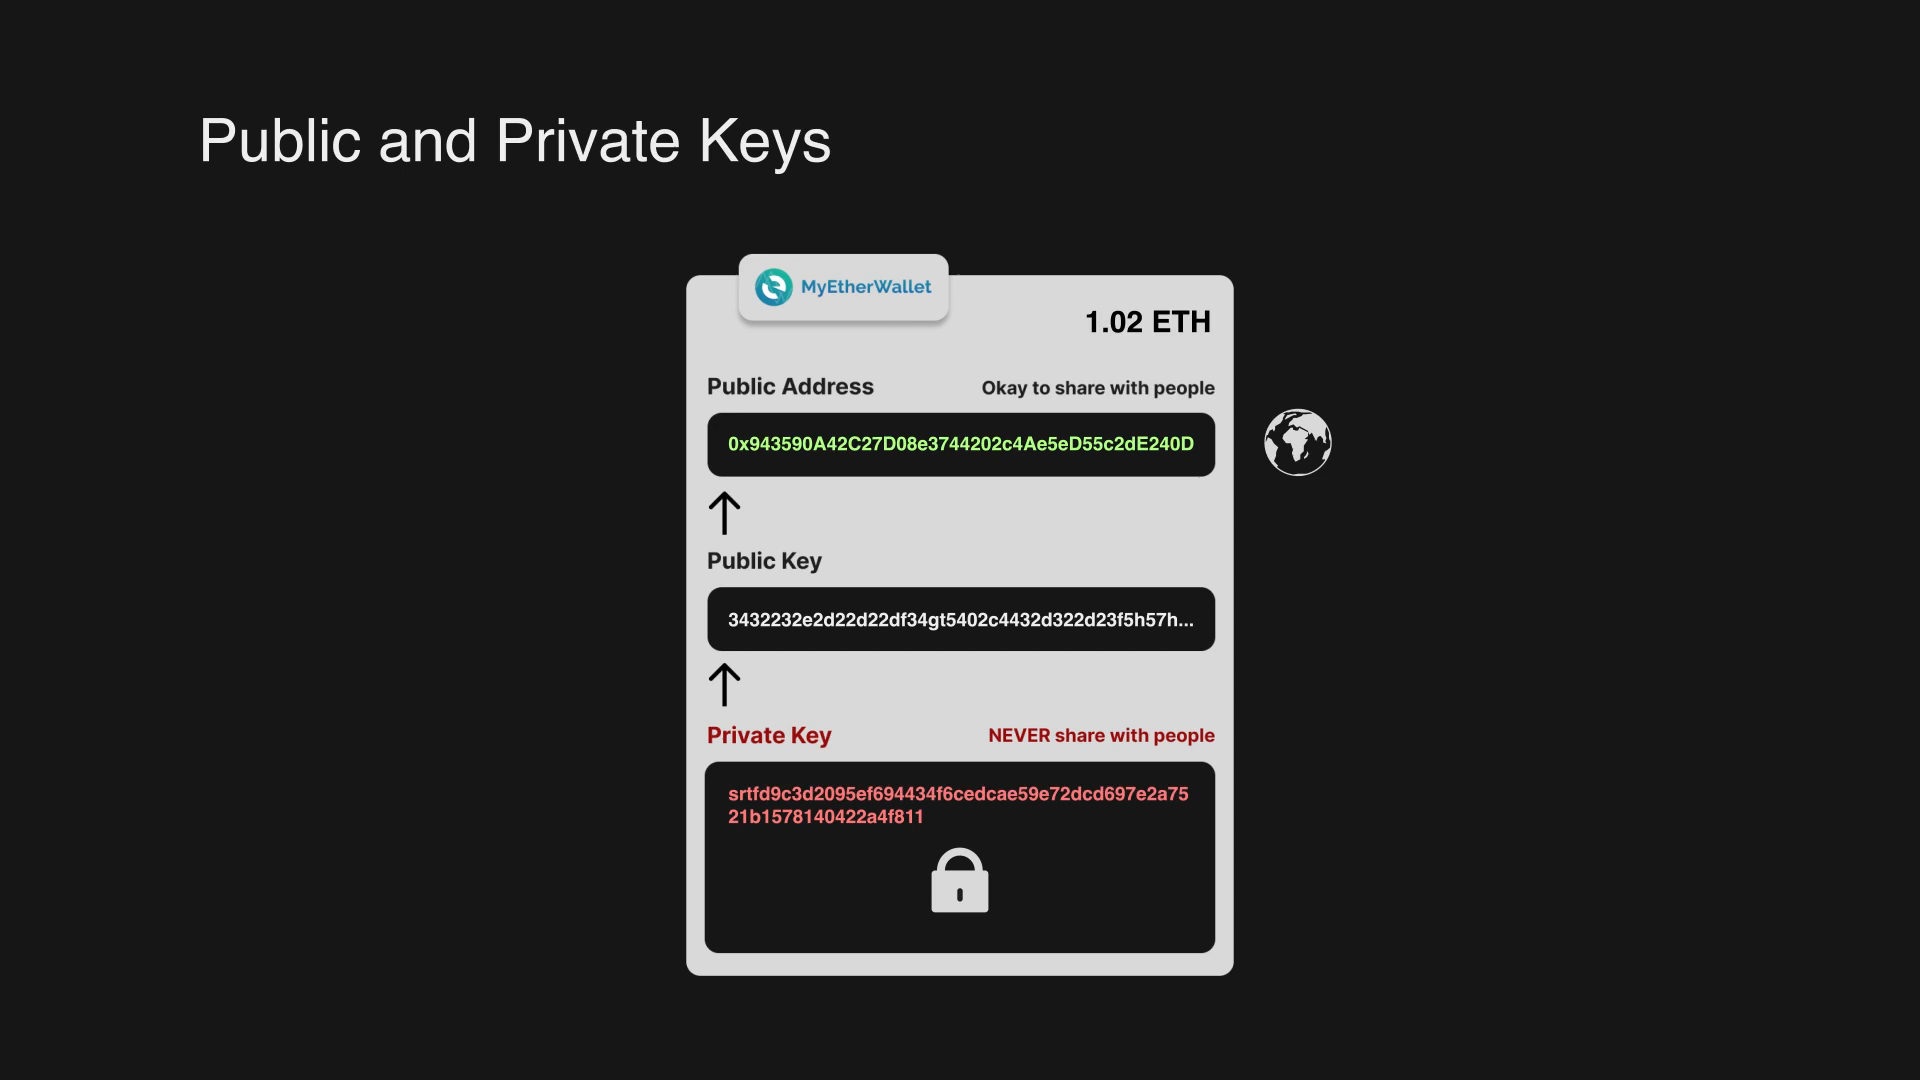 Public and Private Keys
MyEtherWallet
1.02 ETH
Public Address
Okay to share with people
0x943590A42C27D08e3744202c4Ae5eD55c2dE240D
Public Key
3432232e2d22d22df34gt5402c4432d322d23f5h57h...
Private Key
NEVER share with people
srtfd9c3d2095ef694434f6cedcae59e72dcd697e2a75
21b1578140422a4f811